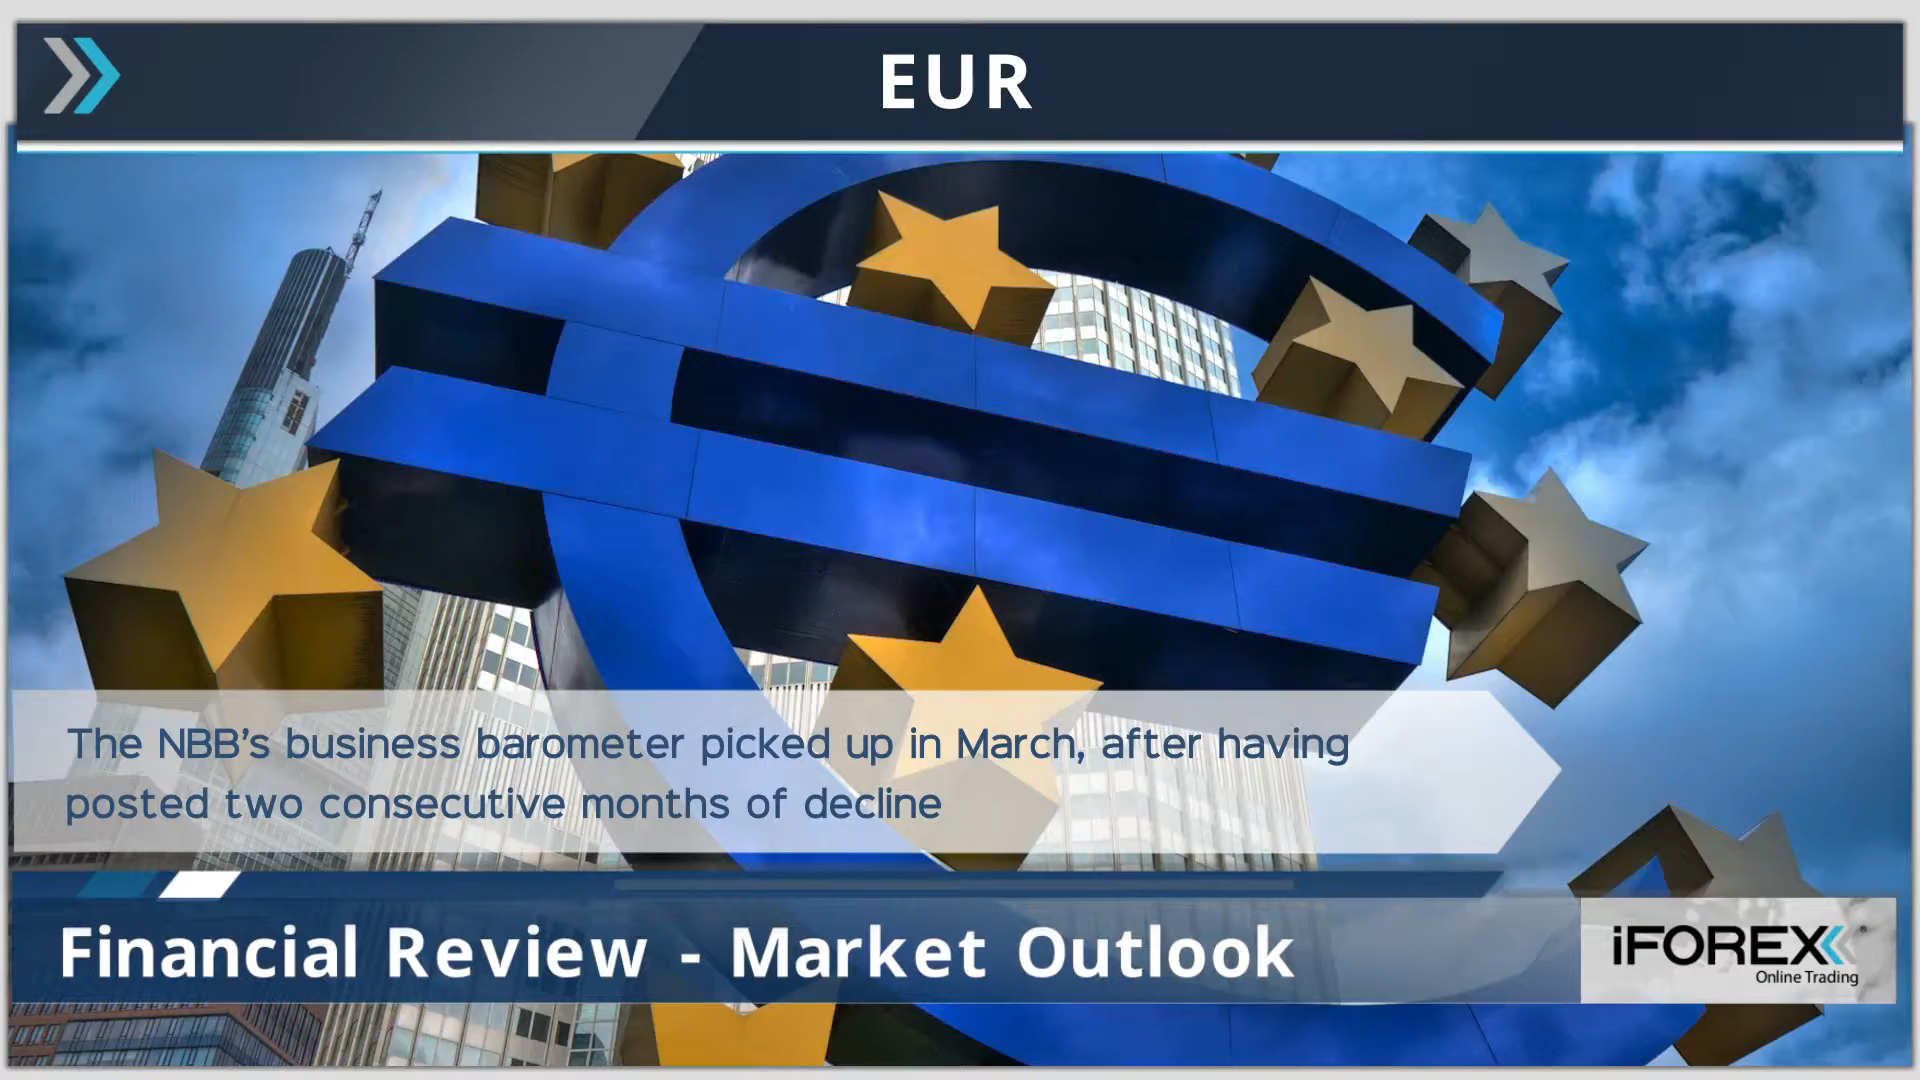 EUR
The NBB's business barometer picked up in March, after having
posted two consecutive months of decline
Financial Review - Market Outlook
iFOREX
Online Trading